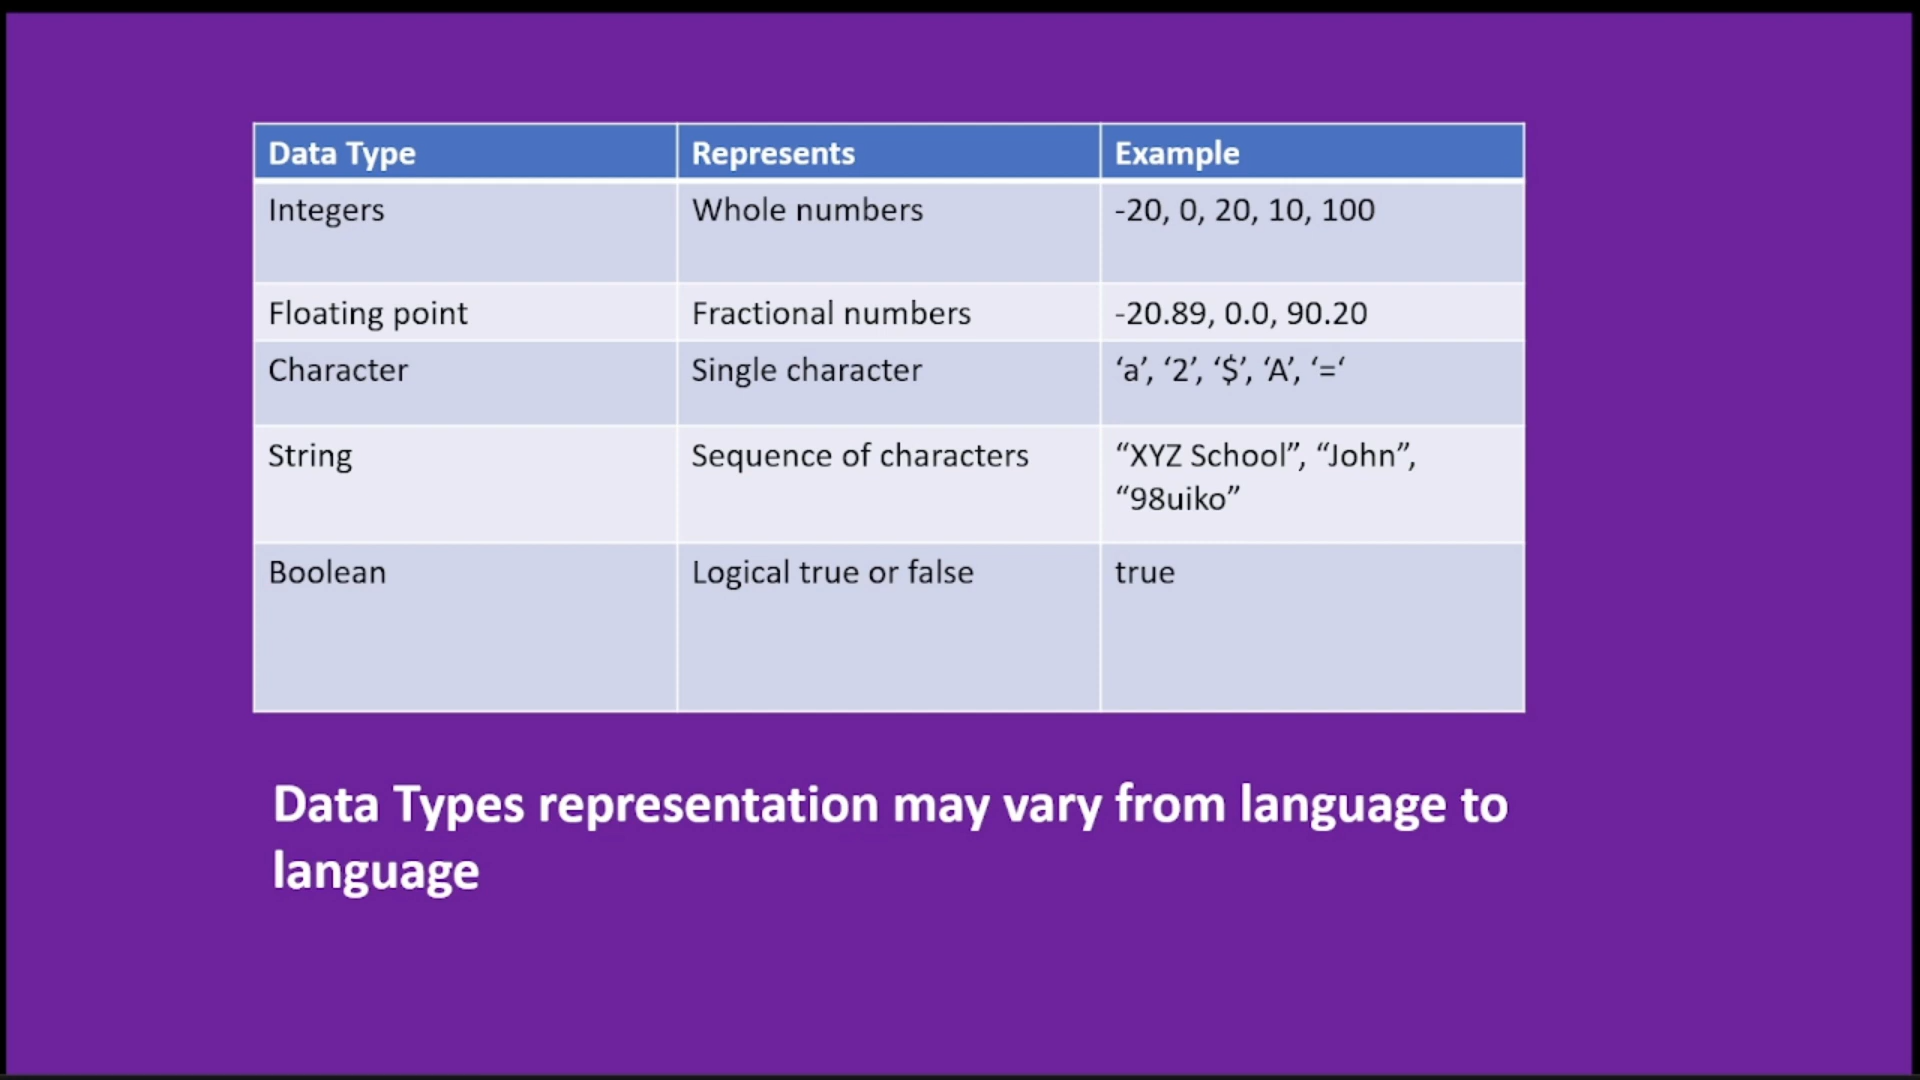 Data Type Represents Example
Integers Whole numbers -20, 0, 20, 10, 100
Floating point Fractional numbers -20.89, 0.0, 90.20
Character Single character ‘a’, ‘2’, ‘$’, ‘A’, ‘=‘
String Sequence of characters “XYZ School”, “John”,
“98uiko”
Boolean Logical true or false true
Data Types representation may vary from language to
language